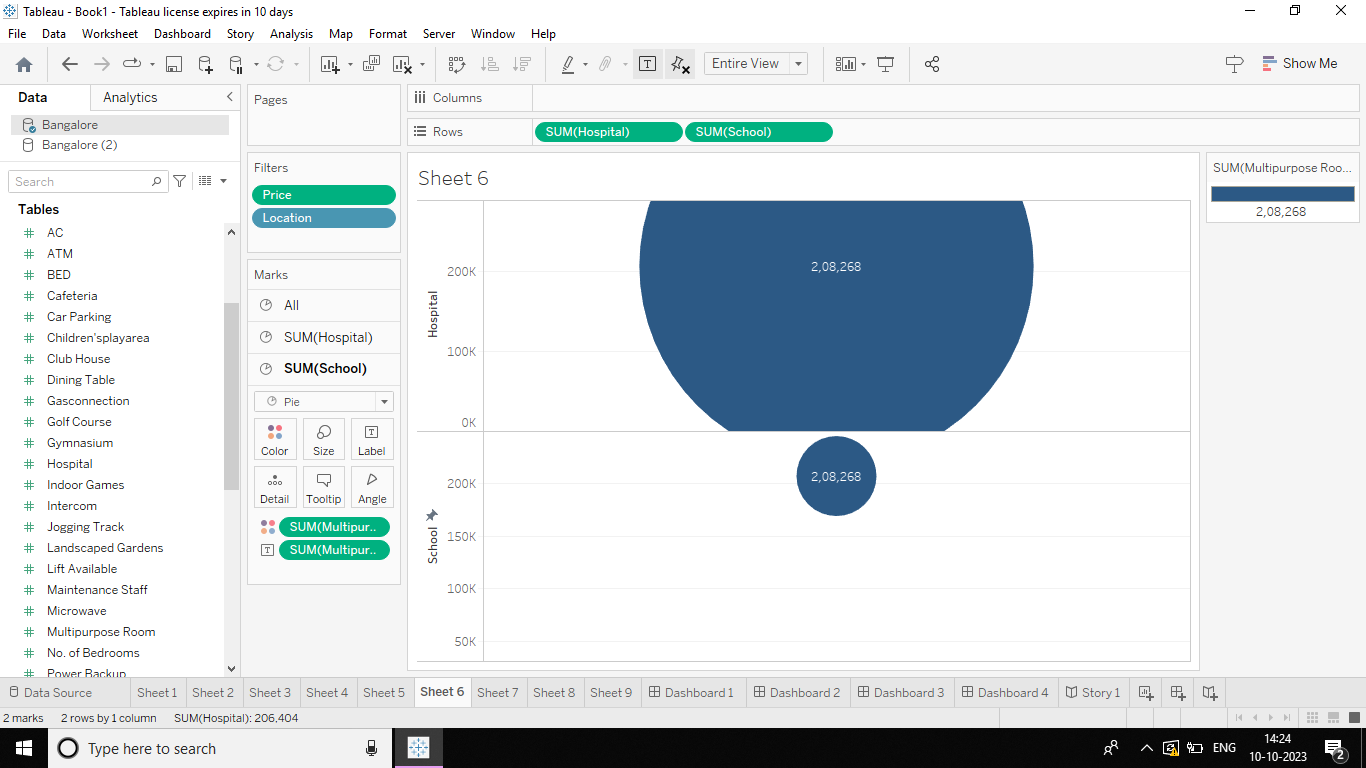 Tableau - Book1 - Tableau license expires in 10 days
File Data Worksheet Dashboard Story Analysis Map Format Server Window Help
Entire View
Show Me
Data Analytics
Bangalore
Bangalore (2)
Search
Tables
AC
ATM
BED
Cafeteria
Car Parking
Children'splayarea
Club House
Dining Table
Gasconnection
Golf Course
Gymnasium
Hospital
Indoor Games
Intercom
Jogging Track
Landscaped Gardens
Lift Available
Maintenance Staff
Microwave
Multipurpose Room
No. of Bedrooms
Power Backup
Pages
Filters
Price
Location
Marks
All
SUM(Hospital)
SUM(School)
Pie
Color Size Label
Detail Tooltip Angle
SUM(Multipur..
SUM(Multipur..
Columns
Rows SUM(Hospital) SUM(School)
Sheet 6
Hospital
200K
100K
0K
2,08,268
School
200K
150K
100K
50K
2,08,268
SUM(Multipurpose Roo...
2,08,268
Data Source Sheet 1 Sheet 2 Sheet 3 Sheet 4 Sheet 5 Sheet 6 Sheet 7 Sheet 8 Sheet 9 Dashboard 1 Dashboard 2 Dashboard 3 Dashboard 4 Story 1
2 marks 2 rows by 1 column SUM(Hospital): 206,404
Type here to search
ENG
14:24
10-10-2023
2